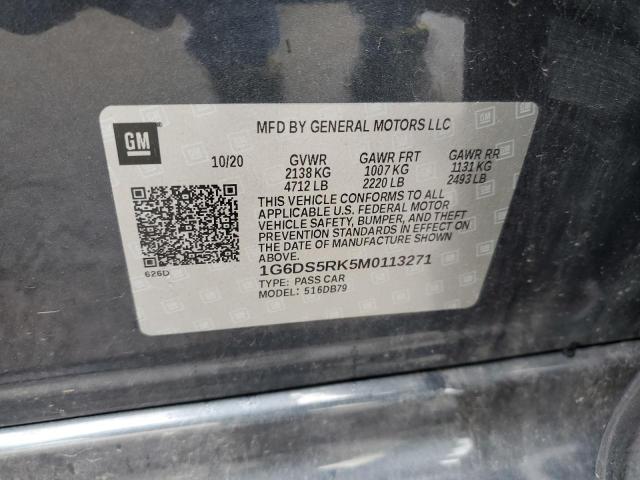 GM
MFD BY GENERAL MOTORS LLC
10/20 GVWR GAWR FRT GAWR RR
2138 KG 1007 KG 1131 KG
4712 LB 2220 LB 2493 LB
THIS VEHICLE CONFORMS TO ALL
APPLICABLE U.S. FEDERAL MOTOR
VEHICLE SAFETY, BUMPER, AND THEFT
PREVENTION STANDARDS IN EFFECT ON
THE DATE OF MANUFACTURE SHOWN
ABOVE.
626D
1G6DS5RK5M0113271
TYPE: PASS CAR
MODEL: 516DB79